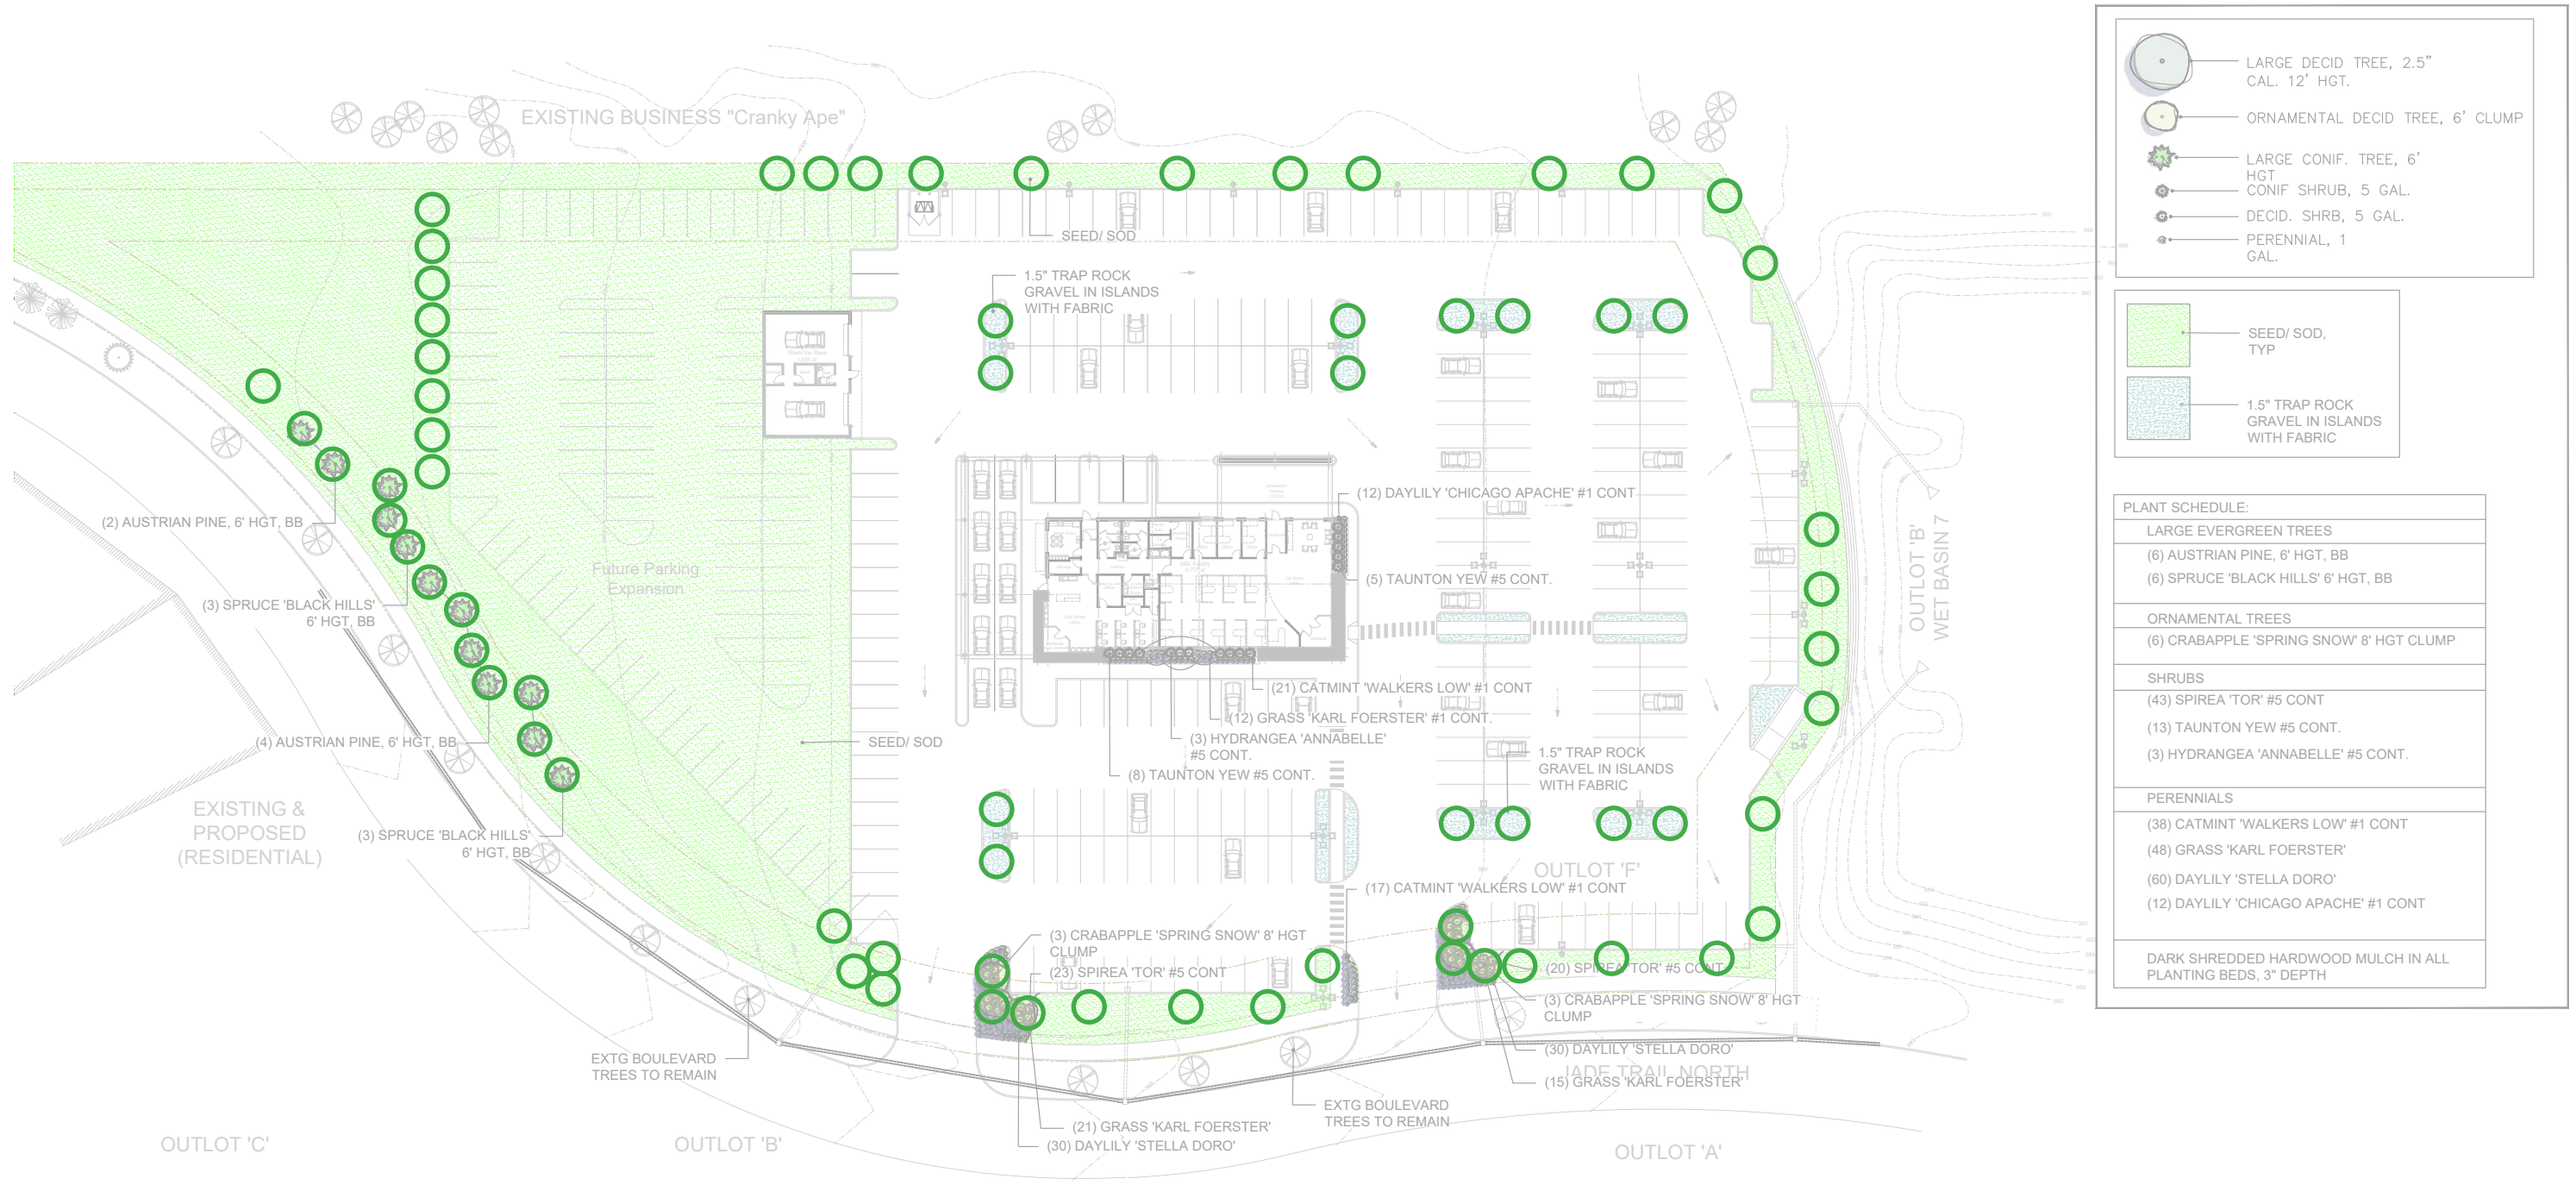 EXISTING BUSINESS "Cranky Ape"
SEED/ SOD
1.5" TRAP ROCK
GRAVEL IN ISLANDS
WITH FABRIC
(12) DAYLILY 'CHICAGO APACHE' #1 CONT
(2) AUSTRIAN PINE, 6' HGT, BB
Future Parking
Expansion
(5) TAUNTON YEW #5 CONT.
(3) SPRUCE 'BLACK HILLS'
6' HGT, BB
OUTLOT 'B'
WET BASIN 7
(21) CATMINT 'WALKERS LOW' #1 CONT
(12) GRASS 'KARL FOERSTER' #1 CONT.
(3) HYDRANGEA 'ANNABELLE'
#5 CONT.
(8) TAUNTON YEW #5 CONT.
(4) AUSTRIAN PINE, 6' HGT, BB
SEED/ SOD
1.5" TRAP ROCK
GRAVEL IN ISLANDS
WITH FABRIC
EXISTING &
PROPOSED
(RESIDENTIAL)
(3) SPRUCE 'BLACK HILLS'
6' HGT, BB
OUTLOT 'F'
(17) CATMINT 'WALKERS LOW' #1 CONT
(3) CRABAPPLE 'SPRING SNOW' 8' HGT
CLUMP
(23) SPIREA 'TOR' #5 CONT
(20) SPIREA 'TOR' #5 CONT
(3) CRABAPPLE 'SPRING SNOW' 8' HGT
CLUMP
(30) DAYLILY 'STELLA DORO'
JADE TRAIL NORTH
(15) GRASS 'KARL FOERSTER'
EXTG BOULEVARD
TREES TO REMAIN
EXTG BOULEVARD
TREES TO REMAIN
(21) GRASS 'KARL FOERSTER'
(30) DAYLILY 'STELLA DORO'
OUTLOT 'C'
OUTLOT 'B'
OUTLOT 'A'
LARGE DECID TREE, 2.5"
CAL. 12' HGT.
ORNAMENTAL DECID TREE, 6' CLUMP
LARGE CONIF. TREE, 6'
HGT
CONIF SHRUB, 5 GAL.
DECID. SHRB, 5 GAL.
PERENNIAL, 1
GAL.
SEED/ SOD,
TYP
1.5" TRAP ROCK
GRAVEL IN ISLANDS
WITH FABRIC
PLANT SCHEDULE:
LARGE EVERGREEN TREES
(6) AUSTRIAN PINE, 6' HGT, BB
(6) SPRUCE 'BLACK HILLS' 6' HGT, BB
ORNAMENTAL TREES
(6) CRABAPPLE 'SPRING SNOW' 8' HGT CLUMP
SHRUBS
(43) SPIREA 'TOR' #5 CONT
(13) TAUNTON YEW #5 CONT.
(3) HYDRANGEA 'ANNABELLE' #5 CONT.
PERENNIALS
(38) CATMINT 'WALKERS LOW' #1 CONT
(48) GRASS 'KARL FOERSTER'
(60) DAYLILY 'STELLA DORO'
(12) DAYLILY 'CHICAGO APACHE' #1 CONT
DARK SHREDDED HARDWOOD MULCH IN ALL
PLANTING BEDS, 3" DEPTH